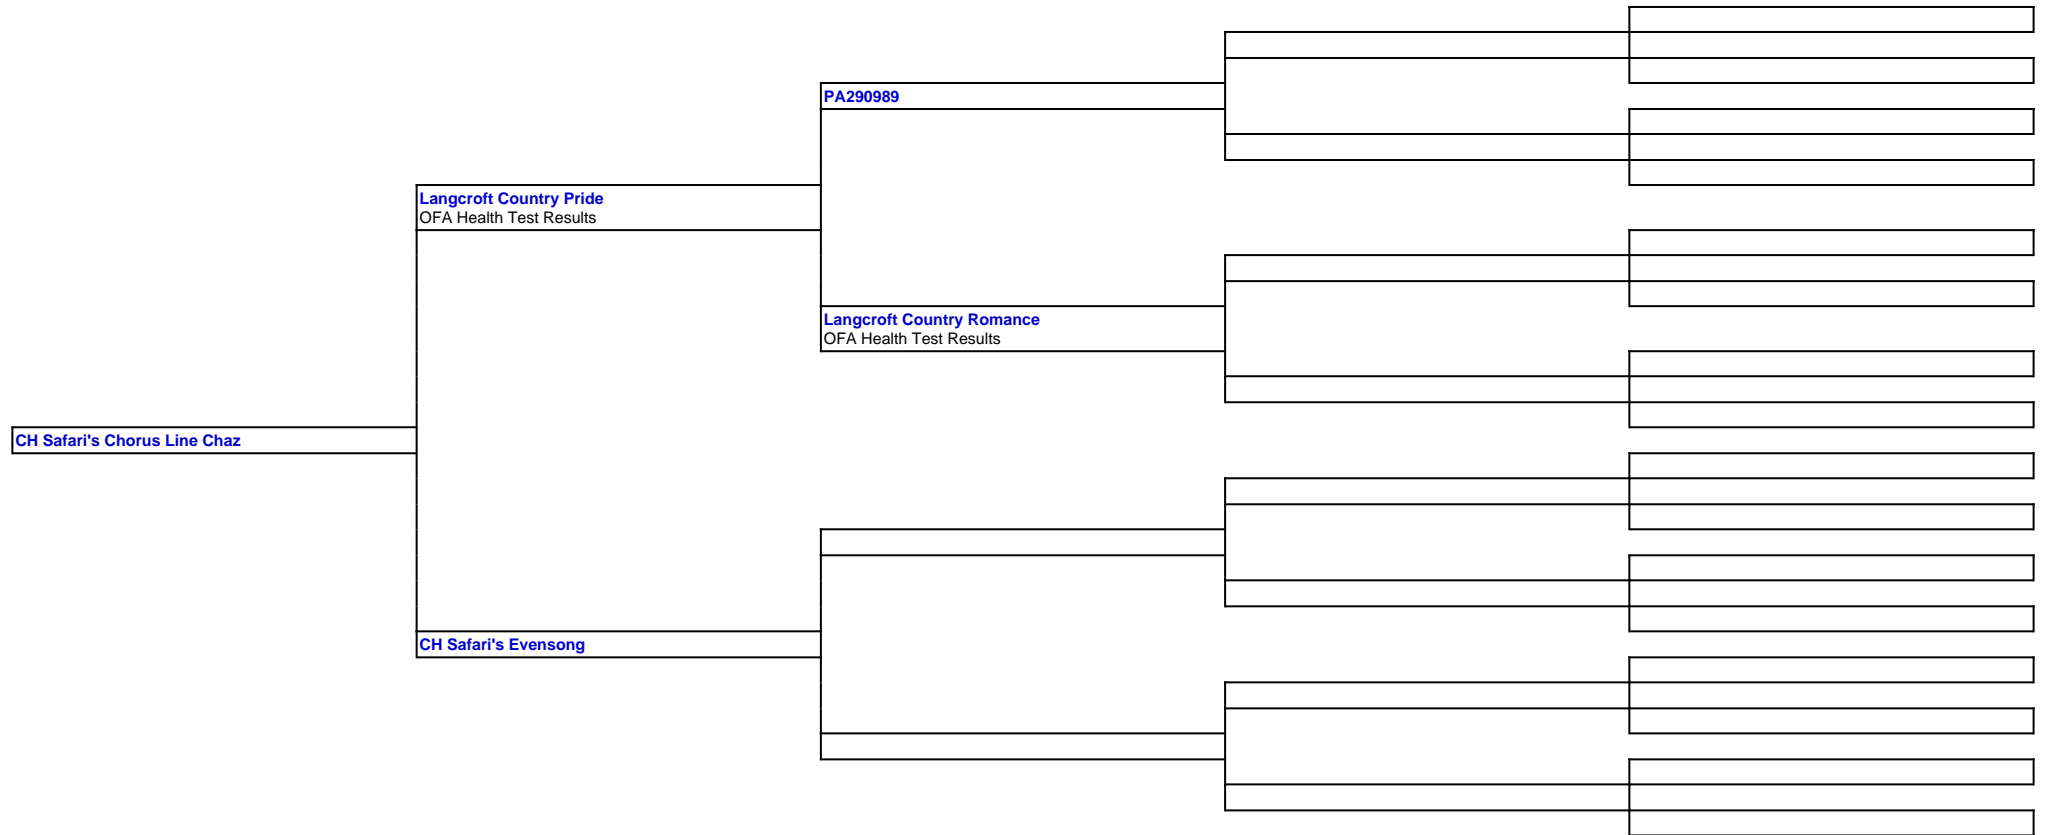 PA290989
Langcroft Country Pride
OFA Health Test Results
Langcroft Country Romance
OFA Health Test Results
CH Safari's Chorus Line Chaz
CH Safari's Evensong